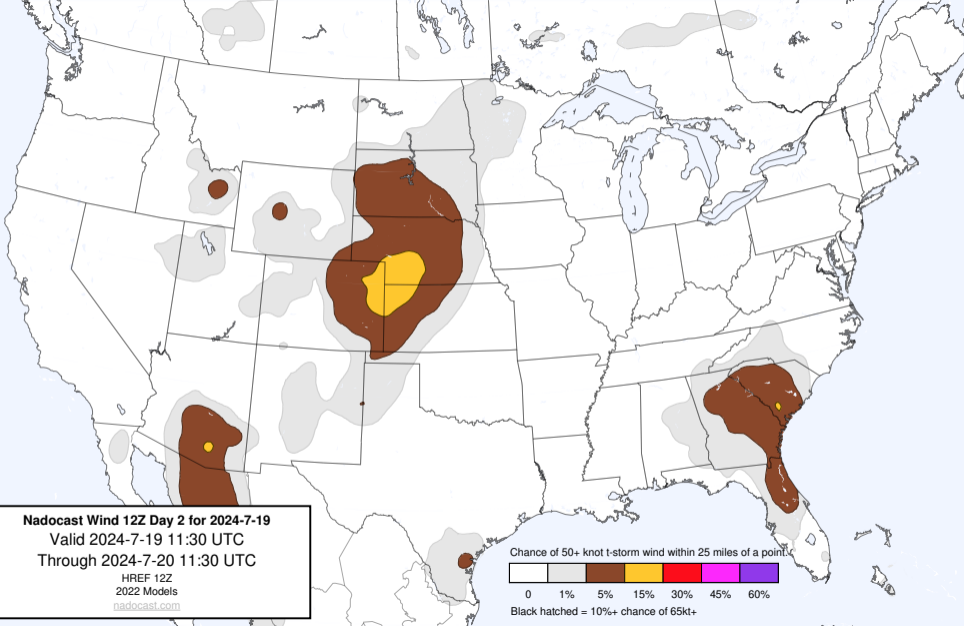 Nadocast Wind 12Z Day 2 for 2024-7-19
Valid 2024-7-19 11:30 UTC
Through 2024-7-20 11:30 UTC
HREF 12Z
2022 Models
nadocast.com
Chance of 50+ knot t-storm wind within 25 miles of a point.
0 1% 5% 15% 30% 45% 60%
Black hatched = 10%+ chance of 65kt+